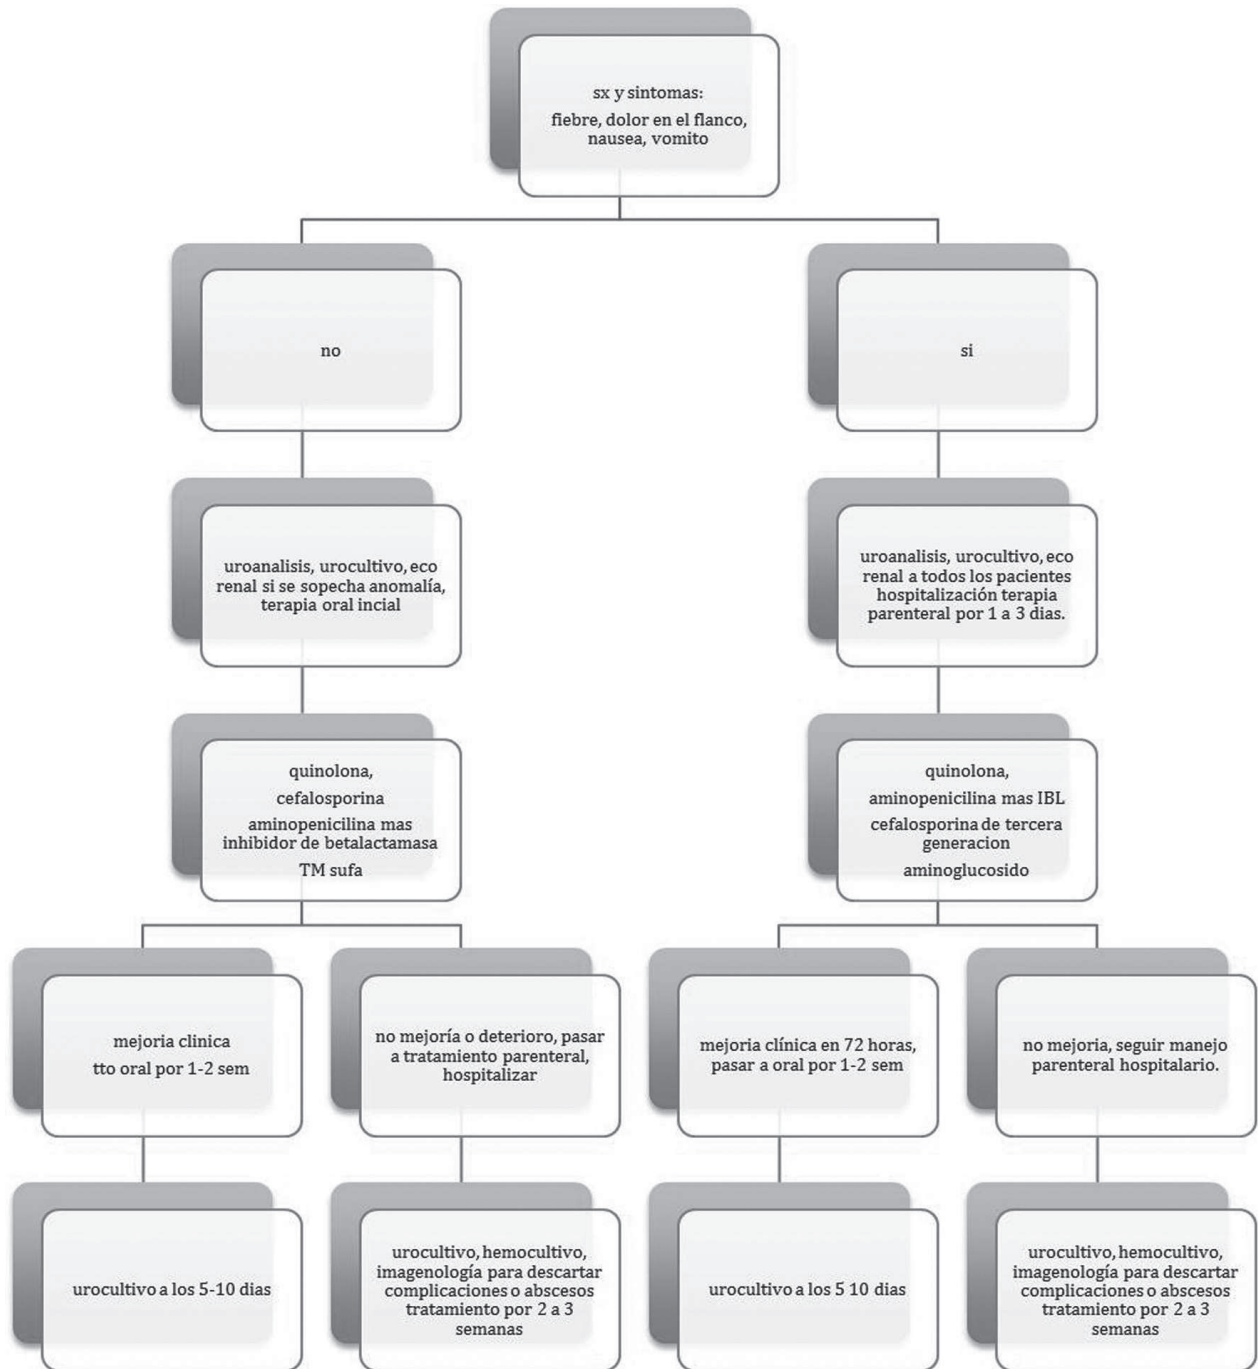 sx y sintomas:
fiebre, dolor en el flanco,
nausea, vomito
no
si
uroanalisis, urocultivo, eco
renal si se sopecha anomalía,
terapia oral incial
uroanalisis, urocultivo, eco
renal a todos los pacientes
hospitalización terapia
parenteral por 1 a 3 dias.
quinolona,
cefalosporina
aminopenicilina mas
inhibidor de betalactamasa
TM sufa
quinolona,
aminopenicilina mas IBL
cefalosporina de tercera
generacion
aminoglucosido
mejoria clinica
tto oral por 1-2 sem
no mejoría o deterioro, pasar
a tratamiento parenteral,
hospitalizar
mejoria clínica en 72 horas,
pasar a oral por 1-2 sem
no mejoria, seguir manejo
parenteral hospitalario.
urocultivo a los 5-10 dias
urocultivo, hemocultivo,
imagenología para descartar
complicaciones o abscesos
tratamiento por 2 a 3
semanas
urocultivo a los 5 10 dias
urocultivo, hemocultivo,
imagenología para descartar
complicaciones o abscesos
tratamiento por 2 a 3
semanas